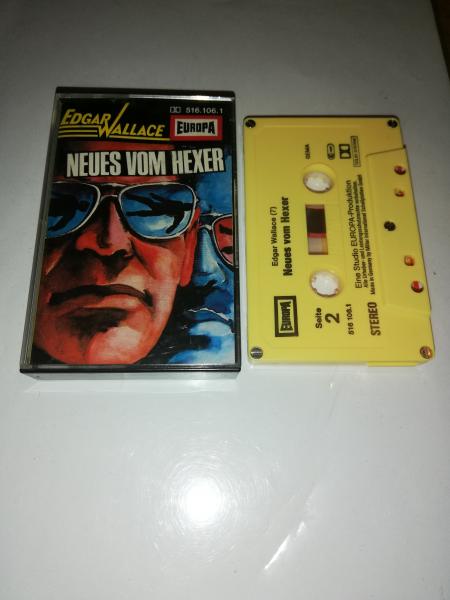 516.106.1
EDGAR
WALLACE
EUROPA
NEUES VOM HEXER
GEMA
Edgar Wallace (7)
Neues vom Hexer
EUROPA
Seite
2
516 106.1
STEREO
Eine Studio EUROPA-Produktion